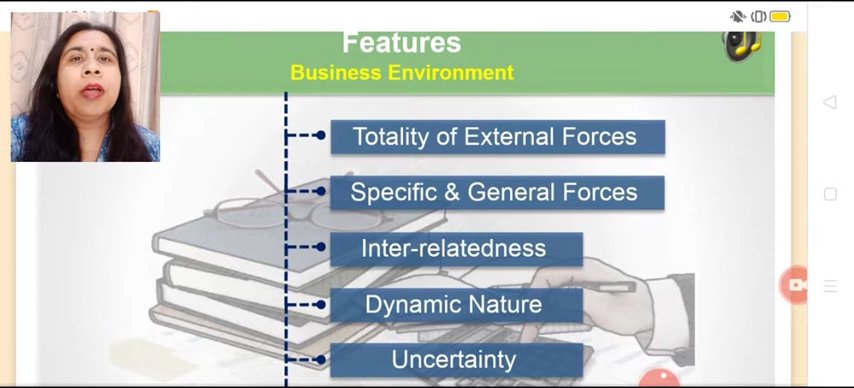 Features
Business Environment
Totality of External Forces
Specific & General Forces
Inter-relatedness
Dynamic Nature
Uncertainty